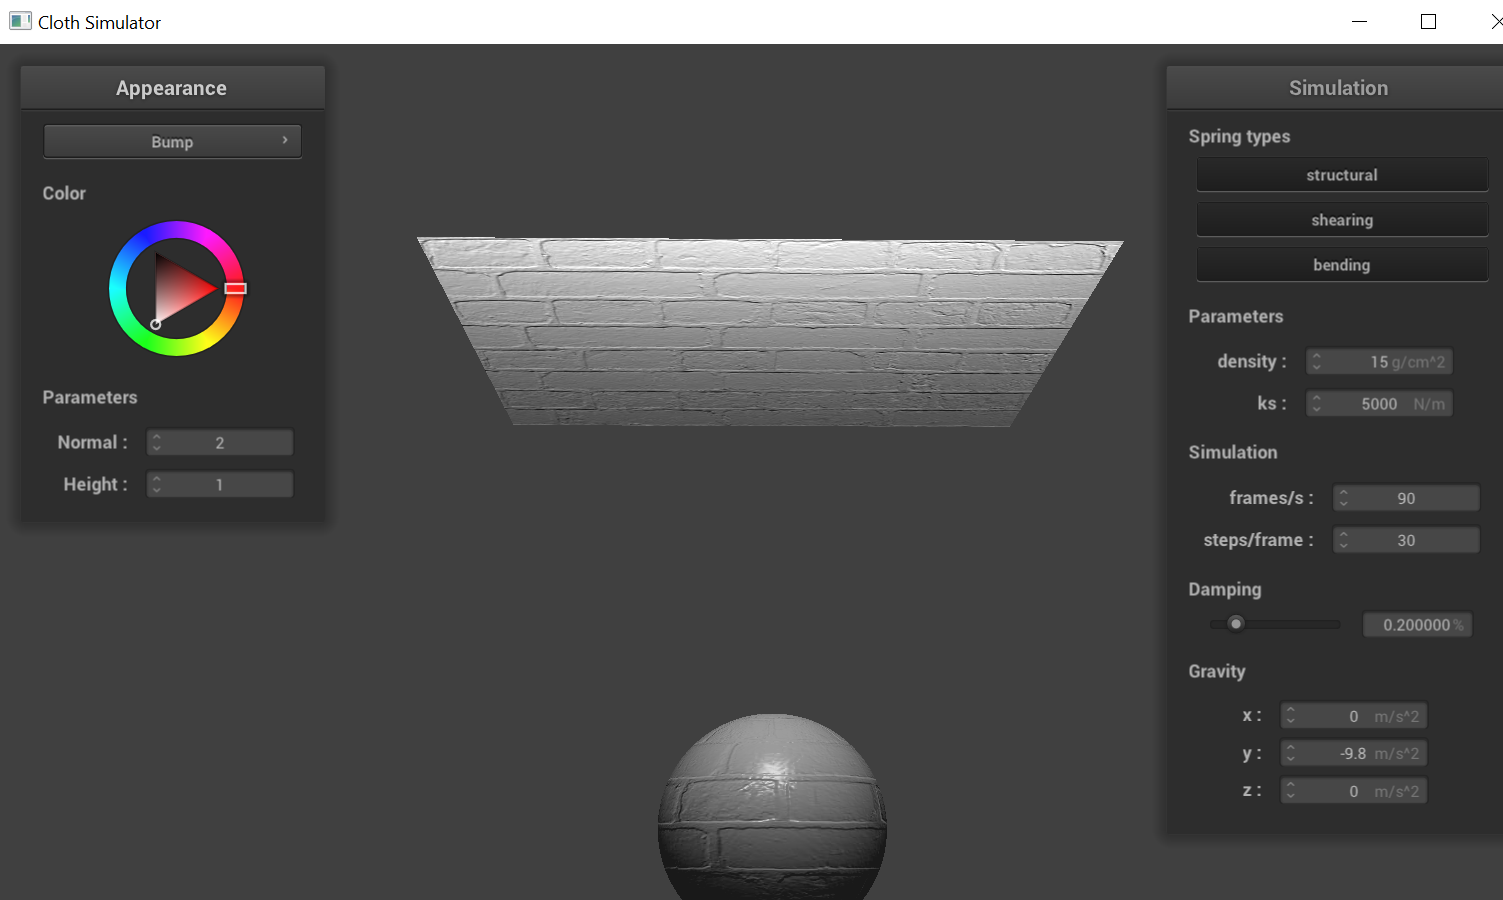 Cloth Simulator
Appearance
Bump
Color
Parameters
Normal : 2
Height : 1
Simulation
Spring types
structural
shearing
bending
Parameters
density : 15 g/cm^2
ks : 5000 N/m
Simulation
frames/s : 90
steps/frame : 30
Damping
0.200000 %
Gravity
x : 0 m/s^2
y : -9.8 m/s^2
z : 0 m/s^2